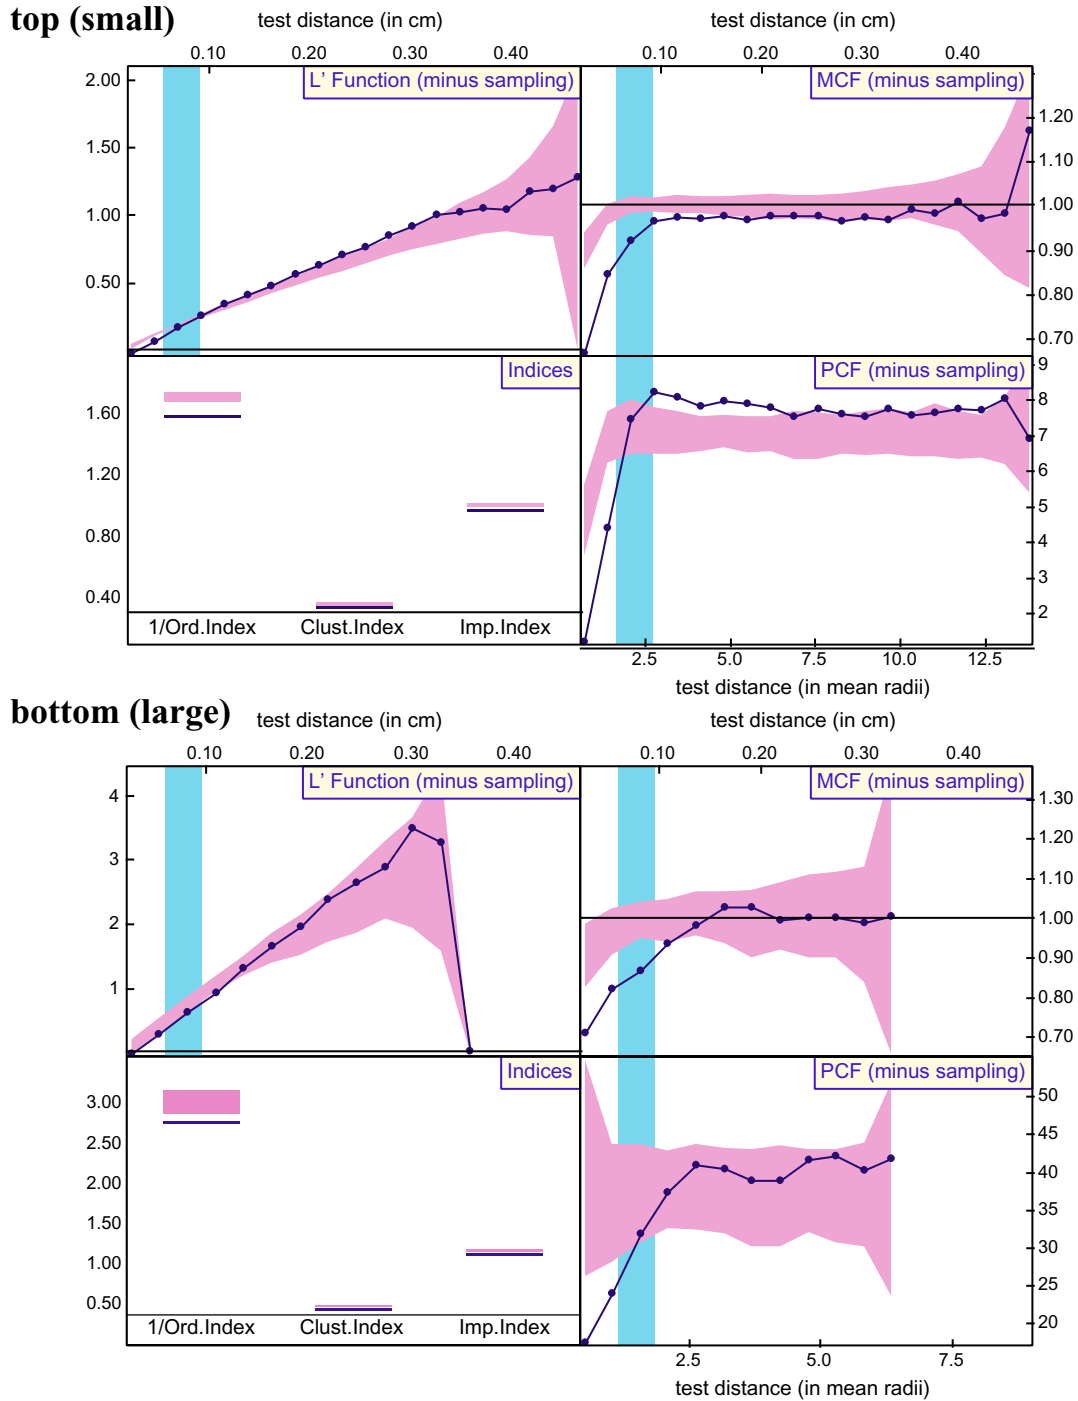 top (small)
test distance (in cm)
test distance (in cm)
0.10 0.20 0.30 0.40
0.10 0.20 0.30 0.40
L’ Function (minus sampling)
2.00
1.50
1.00
0.50
MCF (minus sampling)
1.20
1.10
1.00
0.90
0.80
0.70
Indices
1.60
1.20
0.80
0.40
1/Ord.Index Clust.Index Imp.Index
PCF (minus sampling)
9
8
7
6
5
4
3
2
2.5 5.0 7.5 10.0 12.5
test distance (in mean radii)
bottom (large)
test distance (in cm)
test distance (in cm)
0.10 0.20 0.30 0.40
0.10 0.20 0.30 0.40
L’ Function (minus sampling)
4
3
2
1
MCF (minus sampling)
1.30
1.20
1.10
1.00
0.90
0.80
0.70
Indices
3.00
2.50
2.00
1.50
1.00
0.50
1/Ord.Index Clust.Index Imp.Index
PCF (minus sampling)
50
45
40
35
30
25
20
2.5 5.0 7.5
test distance (in mean radii)